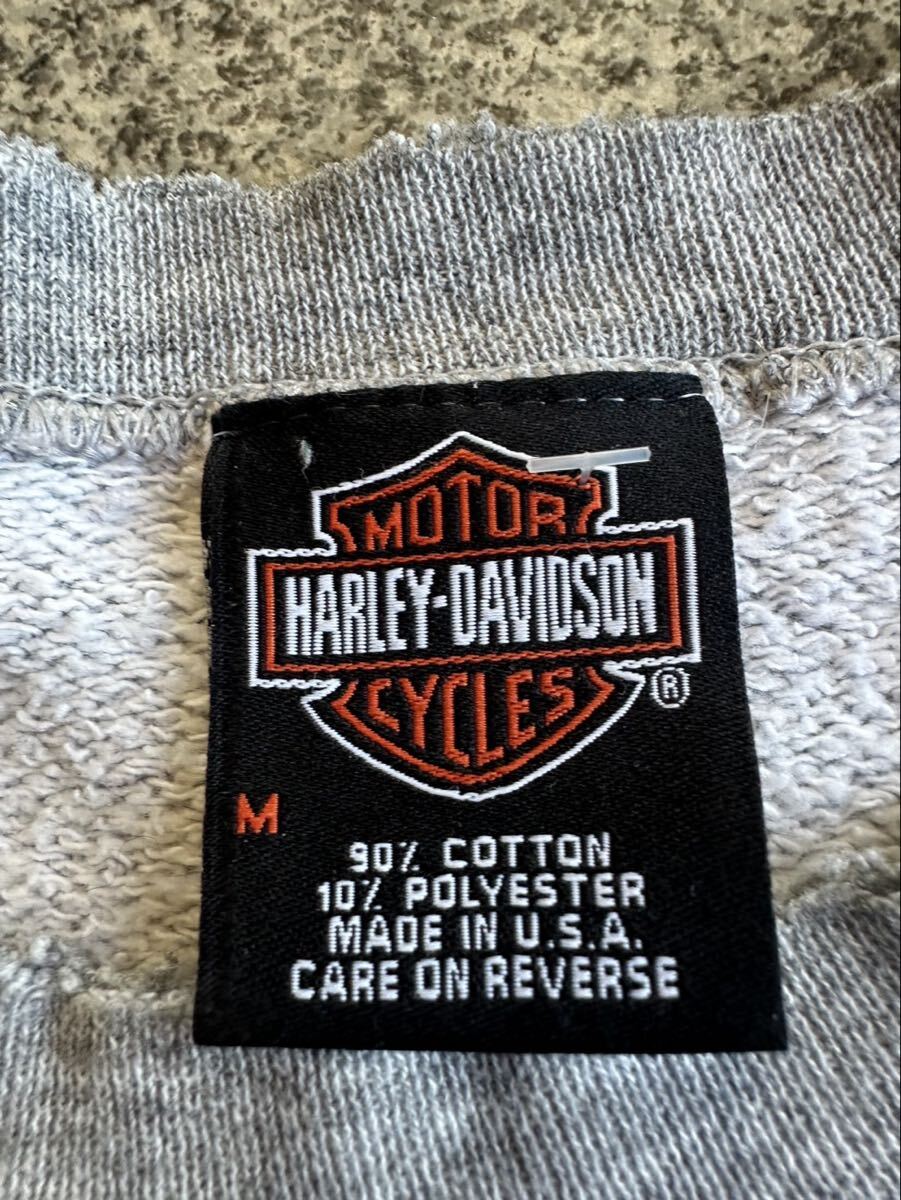 MOTOR
HARLEY-DAVIDSON
CYCLES
®
M
90% COTTON
10% POLYESTER
MADE IN U.S.A.
CARE ON REVERSE